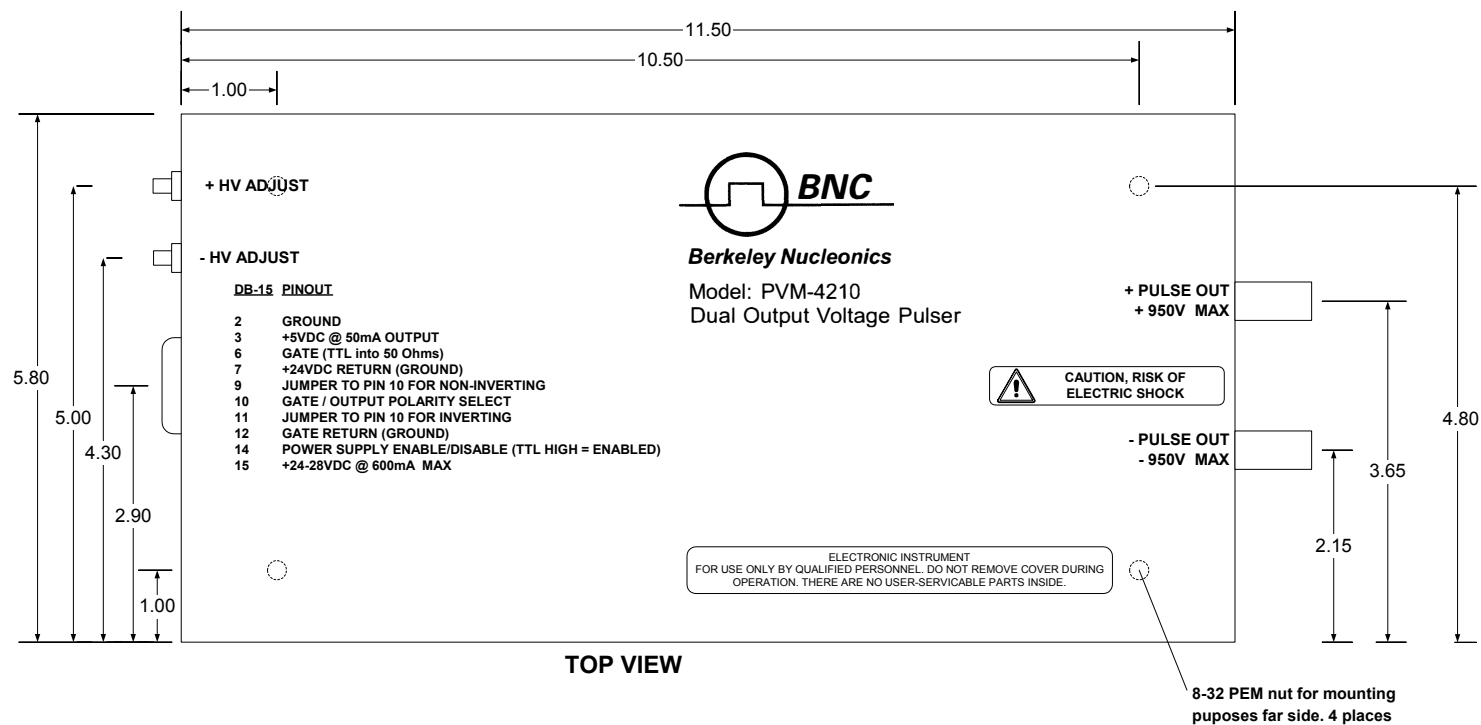 11.50
10.50
1.00
+ HV ADJUST
- HV ADJUST
BNC
Berkeley Nucleonics
Model: PVM-4210
Dual Output Voltage Pulser
DB-15 PINOUT
2 GROUND
3 +5VDC @ 50mA OUTPUT
6 GATE (TTL into 50 Ohms)
7 +24VDC RETURN (GROUND)
9 JUMPER TO PIN 10 FOR NON-INVERTING
10 GATE / OUTPUT POLARITY SELECT
11 JUMPER TO PIN 10 FOR INVERTING
12 GATE RETURN (GROUND)
14 POWER SUPPLY ENABLE/DISABLE (TTL HIGH = ENABLED)
15 +24-28VDC @ 600mA MAX
+ PULSE OUT
+ 950V MAX
CAUTION, RISK OF
ELECTRIC SHOCK
- PULSE OUT
- 950V MAX
5.80
5.00
4.30
2.90
1.00
4.80
3.65
2.15
ELECTRONIC INSTRUMENT
FOR USE ONLY BY QUALIFIED PERSONNEL. DO NOT REMOVE COVER DURING
OPERATION. THERE ARE NO USER-SERVICABLE PARTS INSIDE.
TOP VIEW
8-32 PEM nut for mounting
puposes far side. 4 places